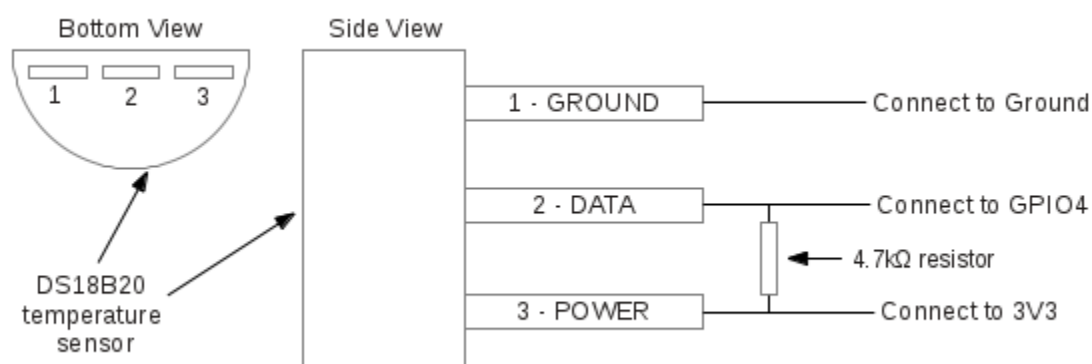 Bottom View
Side View
1 2 3
1 - GROUND
Connect to Ground
2 - DATA
Connect to GPIO4
4.7kΩ resistor
3 - POWER
Connect to 3V3
DS18B20
temperature
sensor